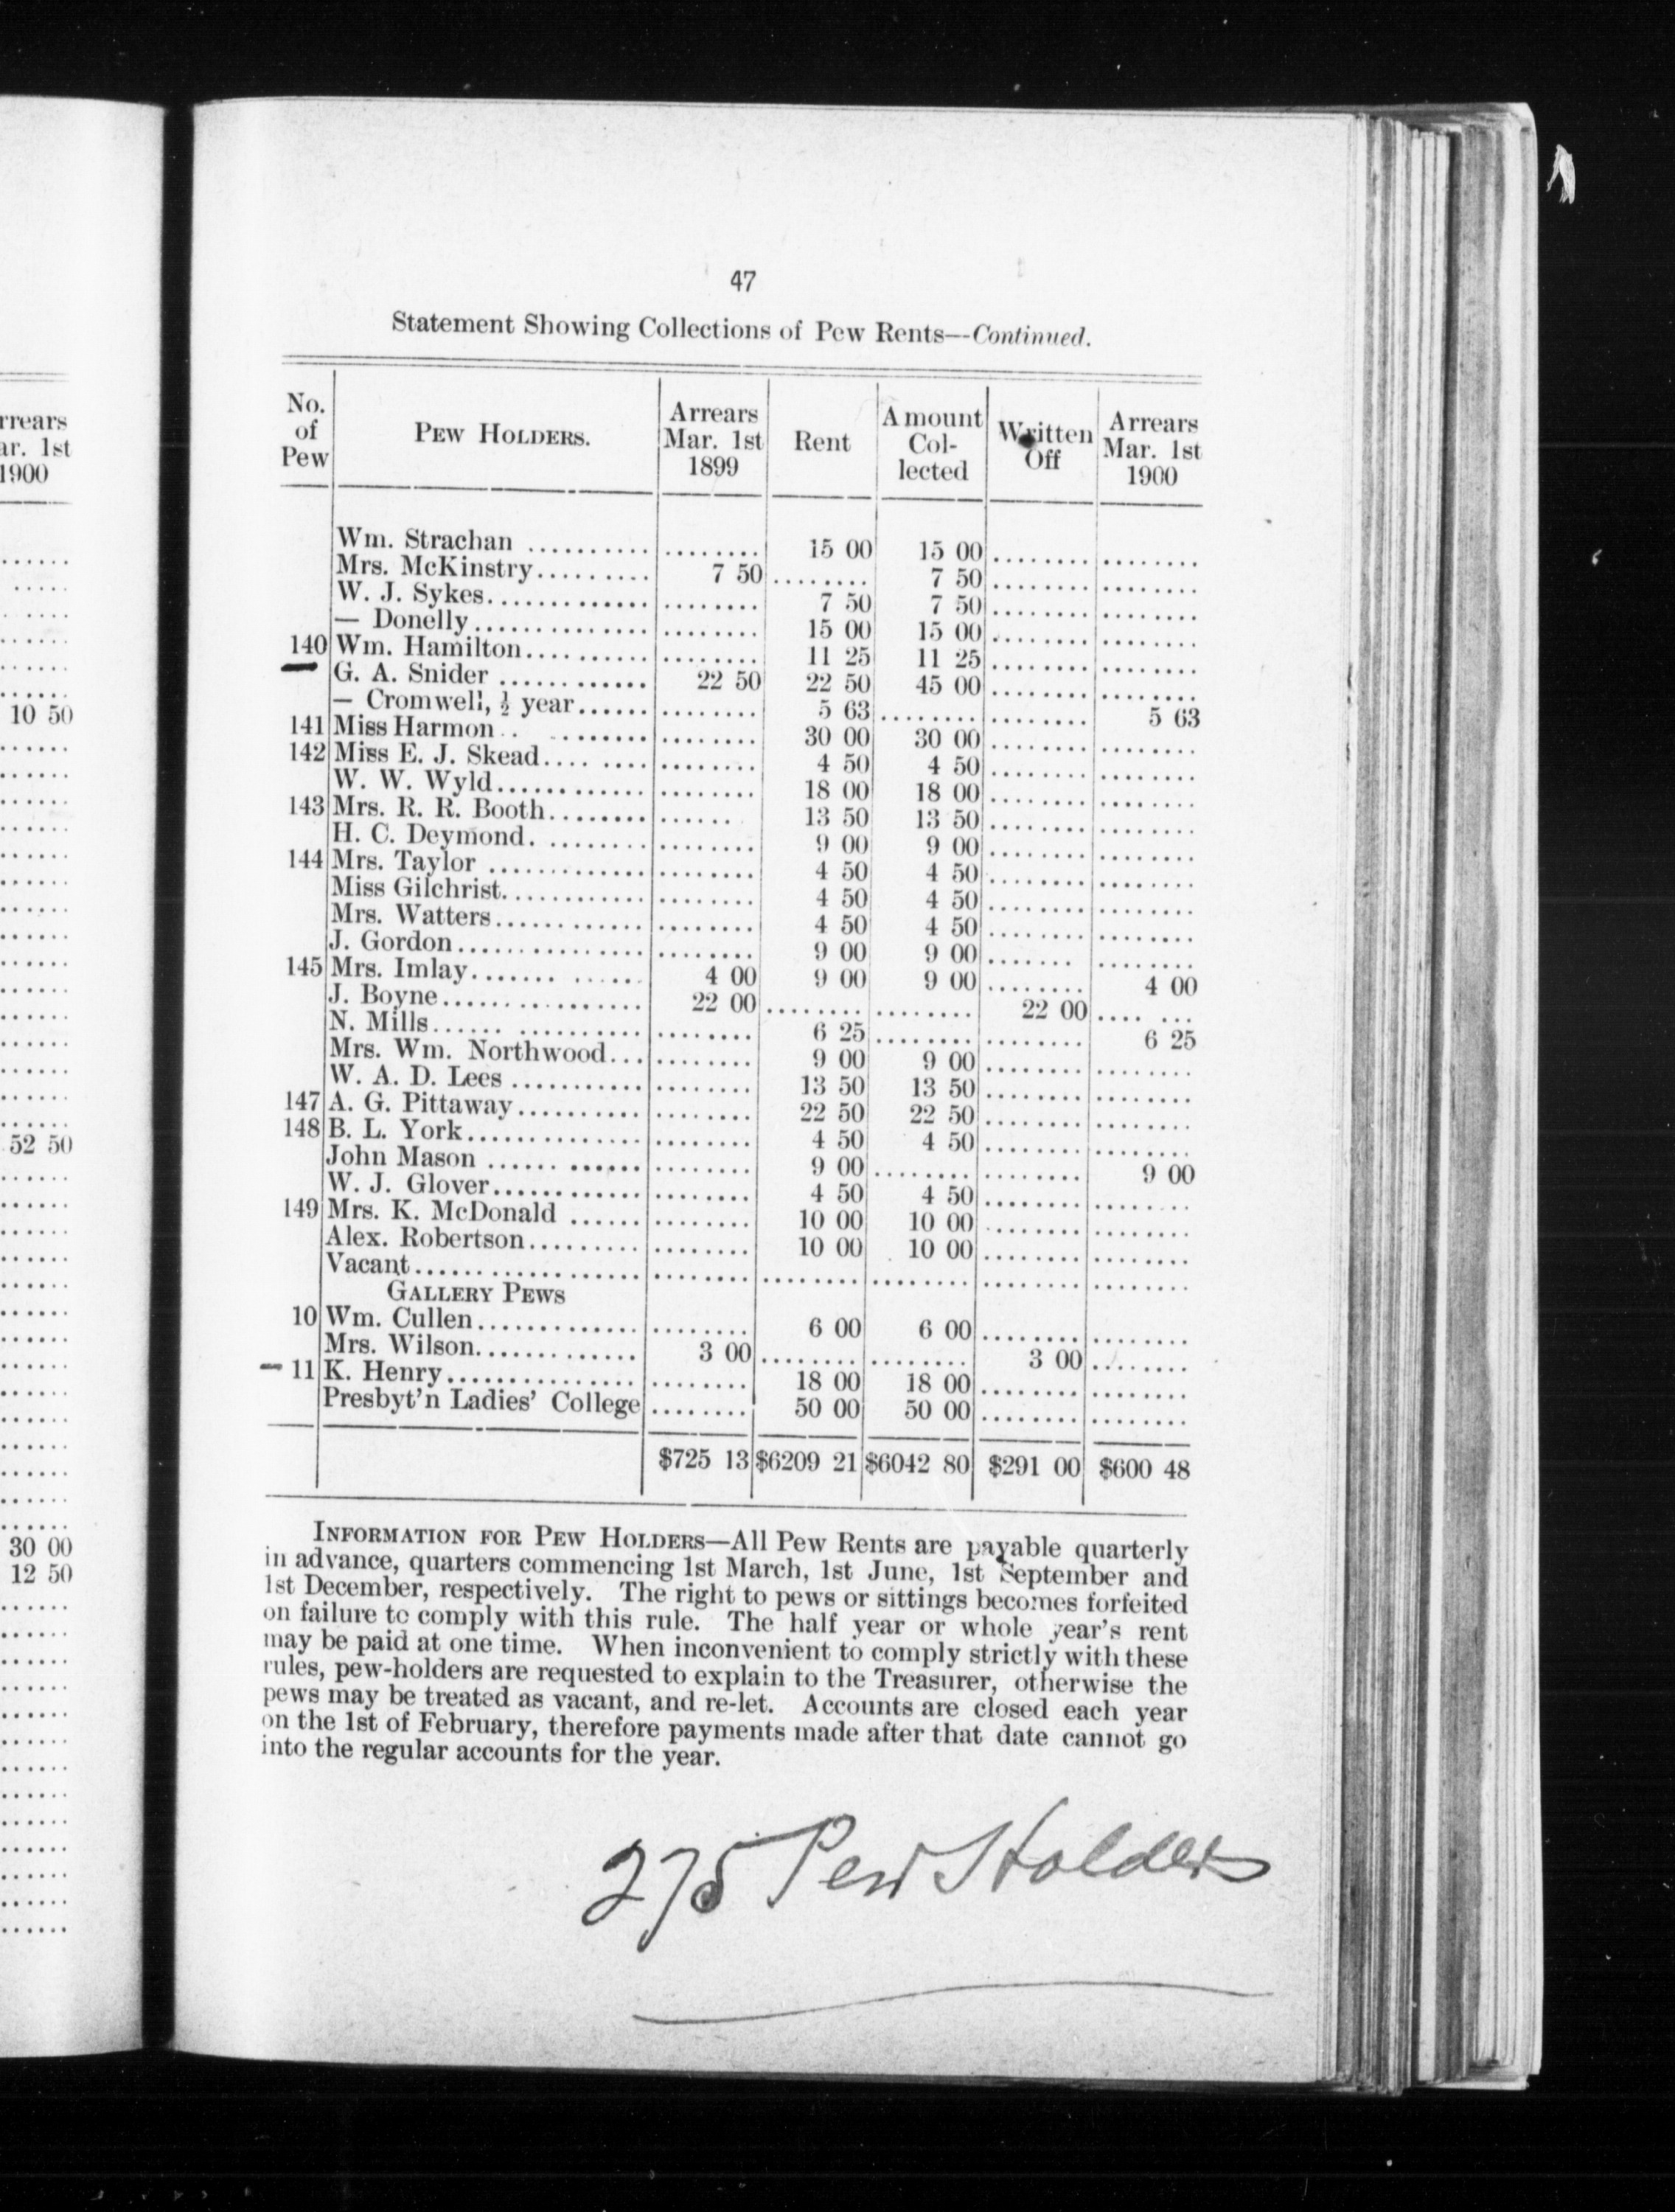 47
Statement Showing Collections of Pew Rents—Continued.
No. of Pew | PEW HOLDERS. | Arrears Mar. 1st 1899 | Rent | Amount Col- lected | Written Off | Arrears Mar. 1st 1900
Wm. Strachan .......... ........ 15 00 15 00 ........ ........
Mrs. McKinstry......... 7 50 ........ 7 50 ........ ........
W. J. Sykes............. ........ 7 50 7 50 ........ ........
— Donelly.............. ........ 15 00 15 00 ........ ........
140 Wm. Hamilton.......... ........ 11 25 11 25 ........ ........
G. A. Snider ............ 22 50 22 50 45 00 ........ ........
— Cromwell, ½ year...... ........ 5 63 ........ ........ 5 63
141 Miss Harmon.. ........ ........ 30 00 30 00 ........ ........
142 Miss E. J. Skead.... .... ........ 4 50 4 50 ........ ........
W. W. Wyld............ ........ 18 00 18 00 ........ ........
143 Mrs. R. R. Booth........ ...... 13 50 13 50 ........ ........
H. C. Deymond. ........ ........ 9 00 9 00 ........ ........
144 Mrs. Taylor ............. ........ 4 50 4 50 ........ ........
Miss Gilchrist............ ........ 4 50 4 50 ........ ........
Mrs. Watters............ ........ 4 50 4 50 ........ ........
J. Gordon............... ........ 9 00 9 00 ....... ........
145 Mrs. Imlay....... ...... 4 00 9 00 9 00 ........ 4 00
J. Boyne................ 22 00 ........ ........ 22 00 .... ...
N. Mills...... .......... ........ 6 25 ........ ........ 6 25
Mrs. Wm. Northwood... ........ 9 00 9 00 ........ ........
W. A. D. Lees ........... ........ 13 50 13 50 ........ ........
147 A. G. Pittaway.......... ........ 22 50 22 50 ........ ........
148 B. L. York.............. ........ 4 50 4 50 ........ ........
John Mason ...... ...... ........ 9 00 ........ ........ 9 00
W. J. Glover............ ........ 4 50 4 50 ........ ........
149 Mrs. K. McDonald ...... ........ 10 00 10 00 ........ ........
Alex. Robertson......... ........ 10 00 10 00 ........ ........
Vacant.................. ........ ........ ........ ........ ........
GALLERY PEWS
10 Wm. Cullen............. ........ 6 00 6 00 ........ ........
Mrs. Wilson............. 3 00 ........ ........ 3 00 ........
— 11 K. Henry............... ........ 18 00 18 00 ........ ........
Presbyt'n Ladies' College ........ 50 00 50 00 ........ ........
$725 13 $6209 21 $6042 80 $291 00 $600 48
INFORMATION FOR PEW HOLDERS—All Pew Rents are payable quarterly
in advance, quarters commencing 1st March, 1st June, 1st September and
1st December, respectively. The right to pews or sittings becomes forfeited
on failure to comply with this rule. The half year or whole year's rent
may be paid at one time. When inconvenient to comply strictly with these
rules, pew-holders are requested to explain to the Treasurer, otherwise the
pews may be treated as vacant, and re-let. Accounts are closed each year
on the 1st of February, therefore payments made after that date cannot go
into the regular accounts for the year.
275 Pew Holders
rrears
ar. 1st
1900
10 50
52 50
30 00
12 50